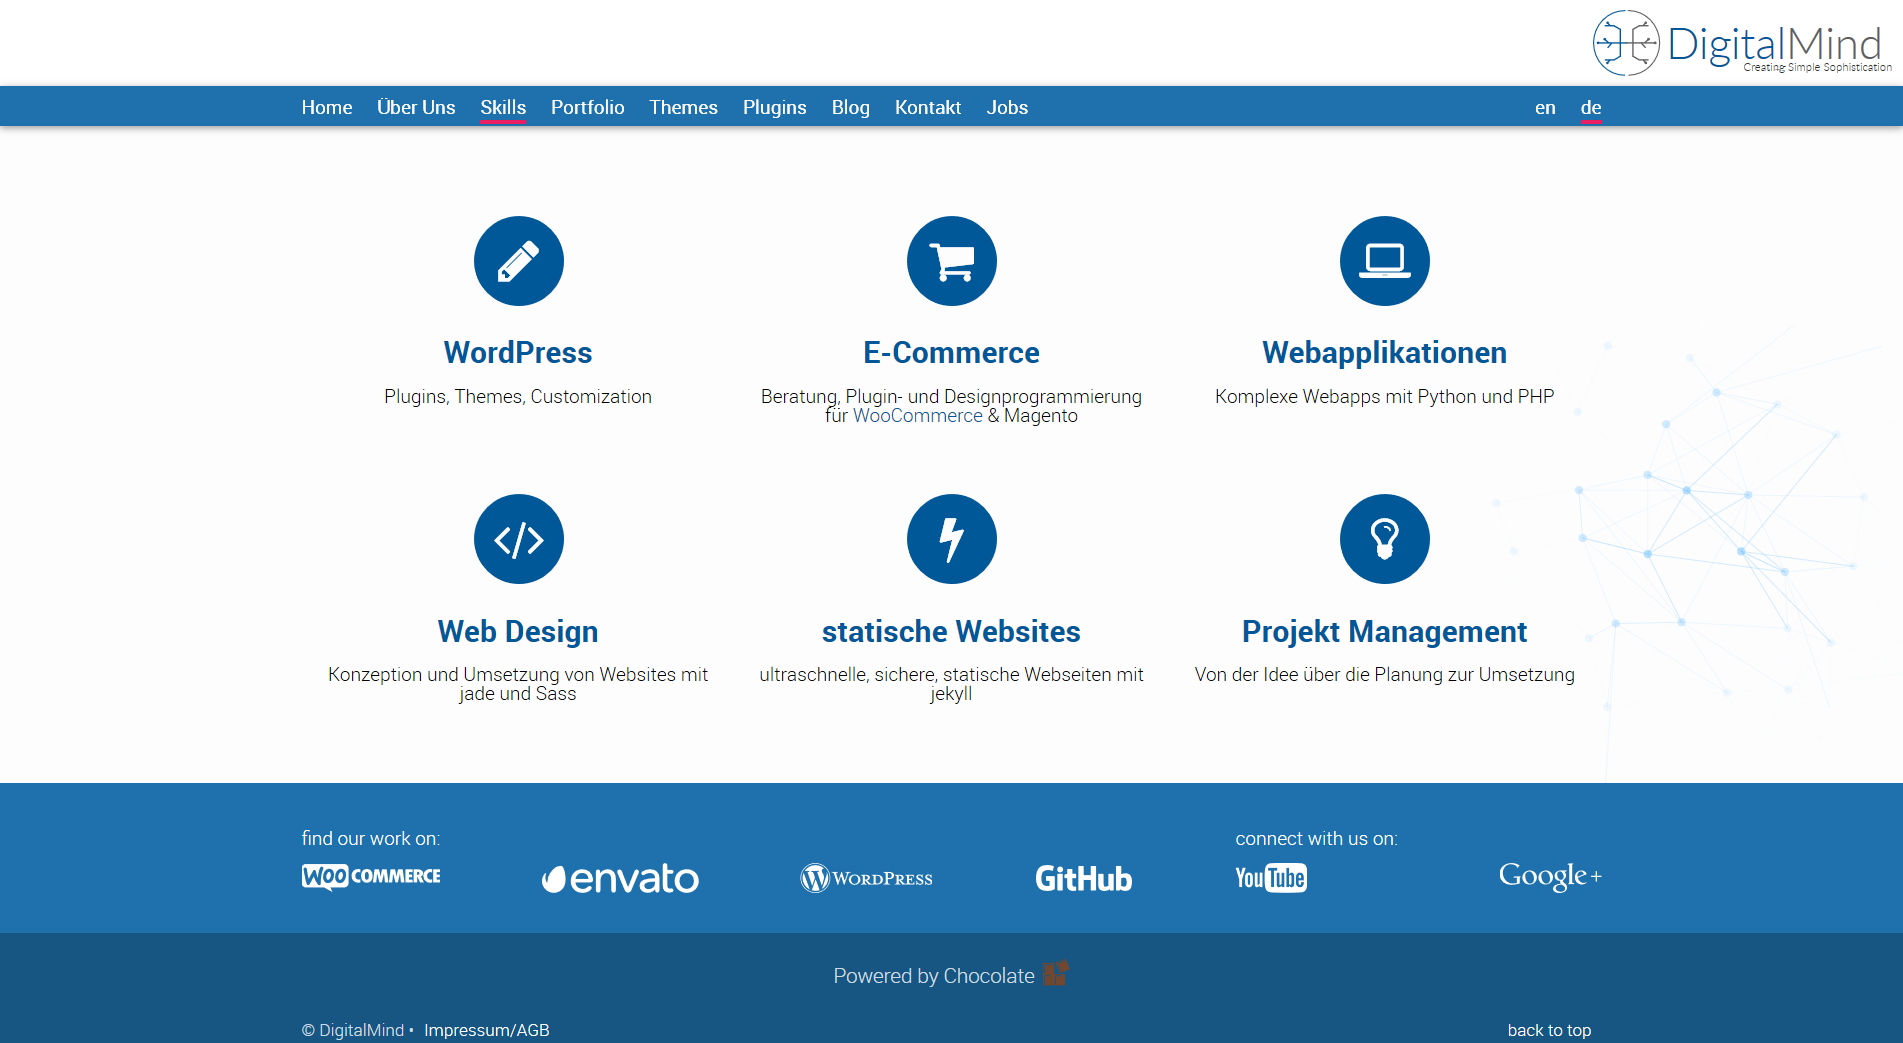 DigitalMind
Creating Simple Sophistication
Home Über Uns Skills Portfolio Themes Plugins Blog Kontakt Jobs en de
WordPress
Plugins, Themes, Customization
E-Commerce
Beratung, Plugin- und Designprogrammierung
für WooCommerce & Magento
Webapplikationen
Komplexe Webapps mit Python und PHP
Web Design
Konzeption und Umsetzung von Websites mit
jade und Sass
statische Websites
ultraschnelle, sichere, statische Webseiten mit
jekyll
Projekt Management
Von der Idee über die Planung zur Umsetzung
find our work on:
WOO COMMERCE
envato
WORDPRESS
GitHub
connect with us on:
YouTube
Google+
Powered by Chocolate
© DigitalMind • Impressum/AGB
back to top